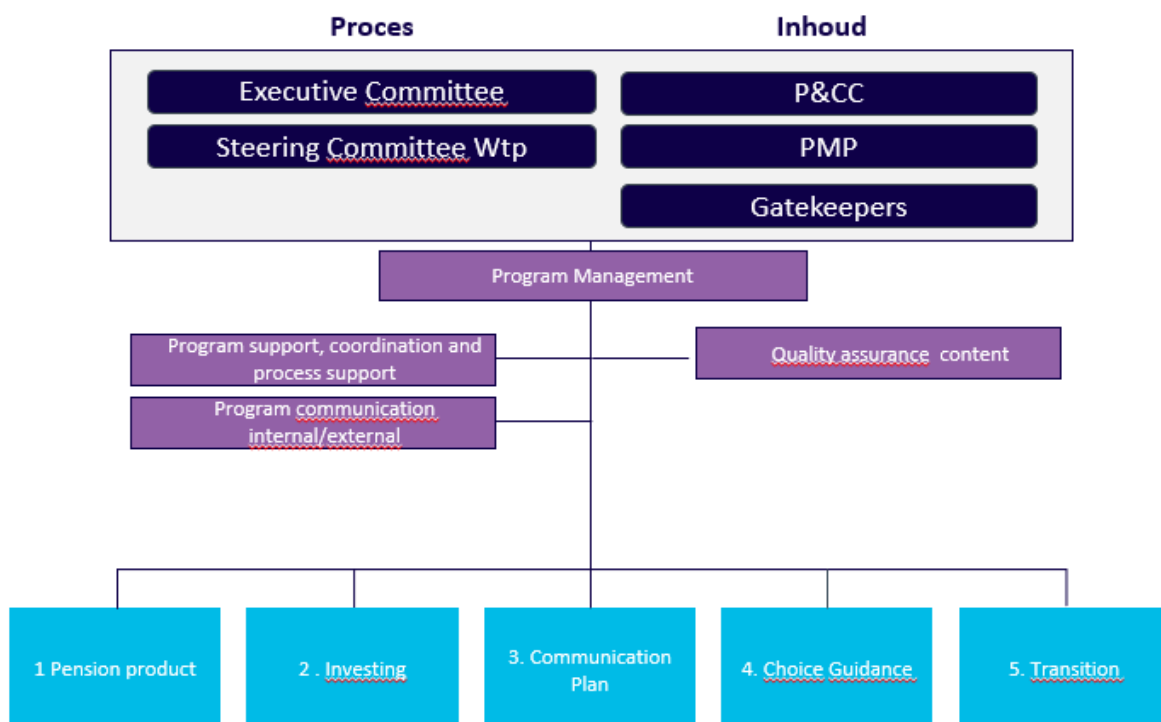 Proces
Inhoud
Executive Committee
P&CC
Steering Committee Wtp
PMP
Gatekeepers
Program Management
Program support, coordination and
process support
Quality assurance  content
Program communication
internal/external
1 Pension product
2 . Investing
3. Communication
Plan
4. Choice Guidance
5. Transition